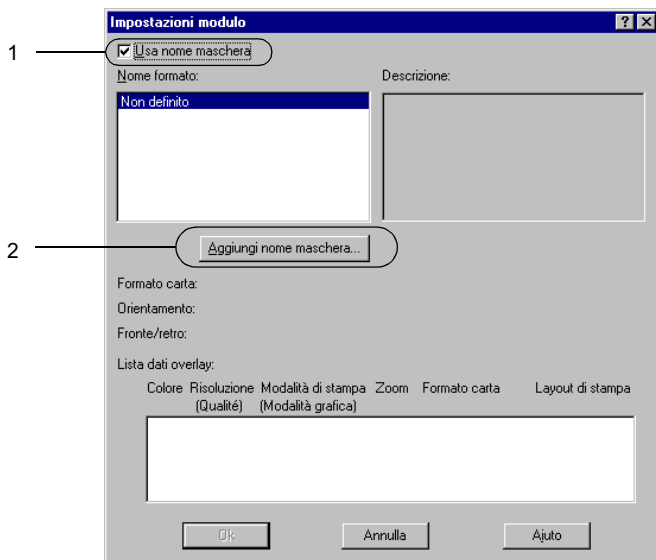 Impostazioni modulo
1
Usa nome maschera
Nome formato:
Descrizione:
Non definito
2
Aggiungi nome maschera...
Formato carta:
Orientamento:
Fronte/retro:
Lista dati overlay:
Colore Risoluzione Modalità di stampa Zoom Formato carta Layout di stampa
(Qualité) (Modalità grafica)
Ok Annulla Aiuto